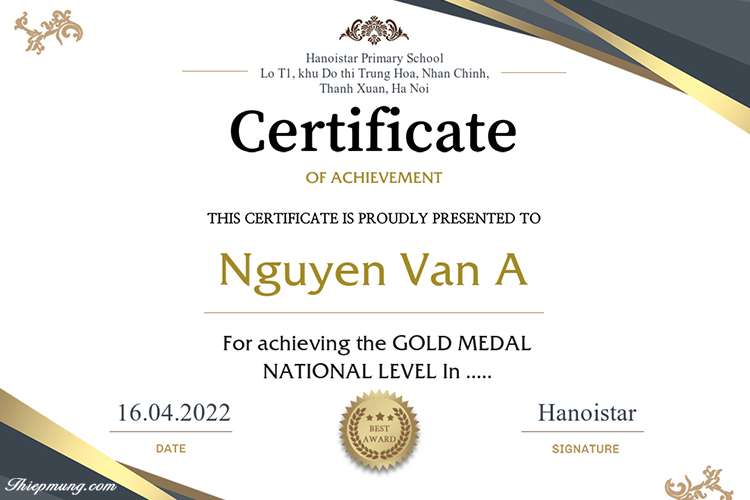 Hanoistar Primary School
Lo T1, khu Do thi Trung Hoa, Nhan Chinh,
Thanh Xuan, Ha Noi
Certificate
OF ACHIEVEMENT
THIS CERTIFICATE IS PROUDLY PRESENTED TO
Nguyen Van A
For achieving the GOLD MEDAL
NATIONAL LEVEL In .....
16.04.2022
DATE
BEST
AWARD
Hanoistar
SIGNATURE
Thiepmung.com